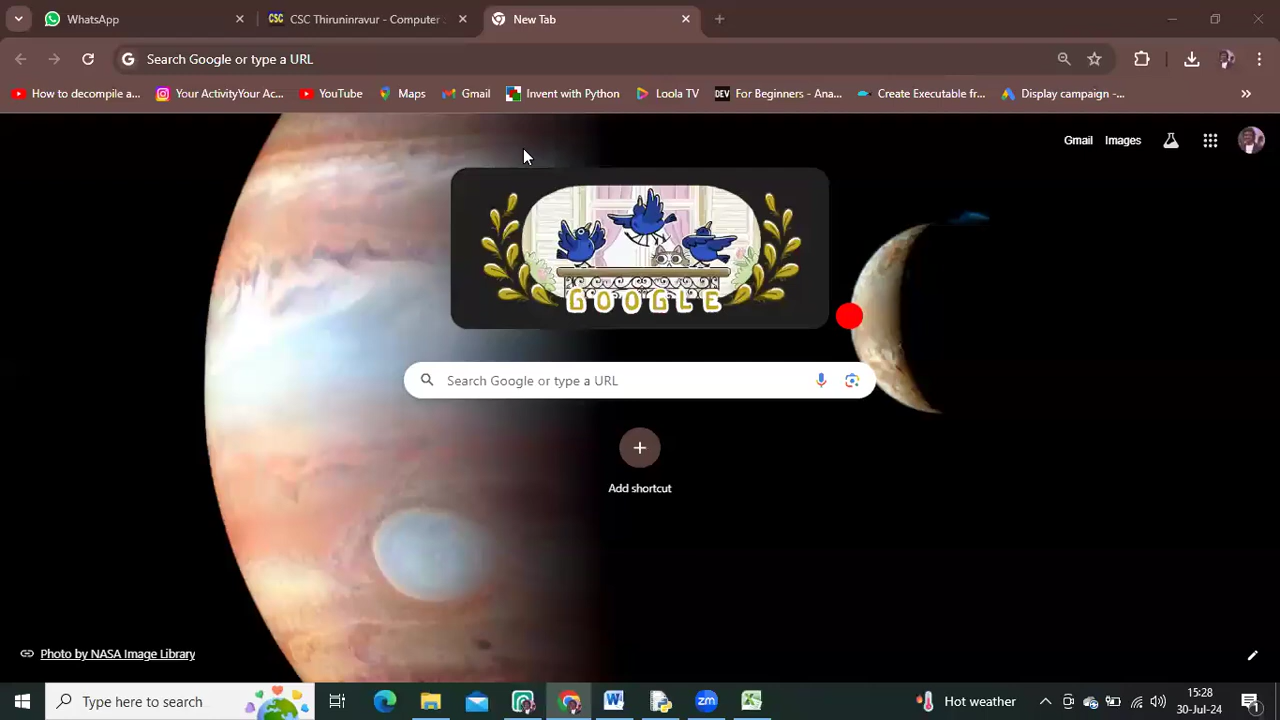 WhatsApp
CSC Thiruninravur - Computer
New Tab
Search Google or type a URL
How to decompile a...
Your ActivityYour Ac...
YouTube
Maps
Gmail
Invent with Python
Loola TV
DEV
For Beginners - Ana...
Create Executable fr...
Display campaign -...
Gmail
Images
GOOGLE
Search Google or type a URL
Add shortcut
Photo by NASA Image Library
Type here to search
Hot weather
15:28
30-Jul-24